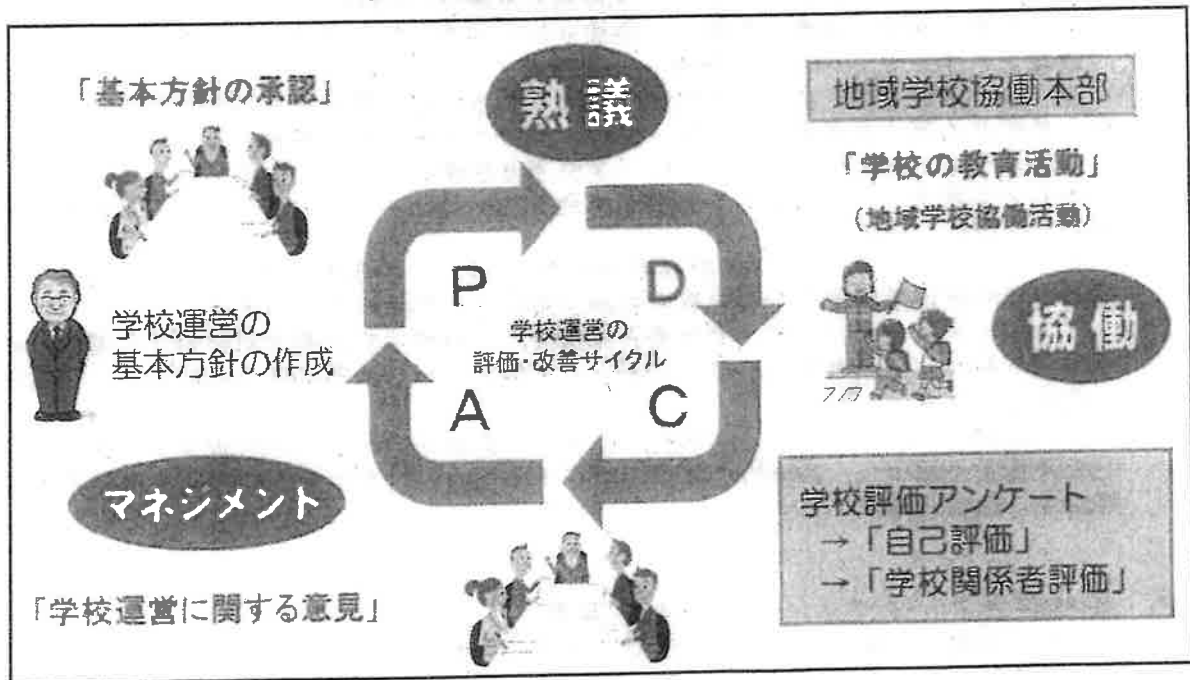 「基本方針の承認」
熟議
地域学校協働本部
「学校の教育活動」
(地域学校協働活動)
P
D
学校運営の
基本方針の作成
学校運営の
評価・改善サイクル
協働
A
C
マネジメント
学校評価アンケート
→「自己評価」
→「学校関係者評価」
「学校運営に関する意見」